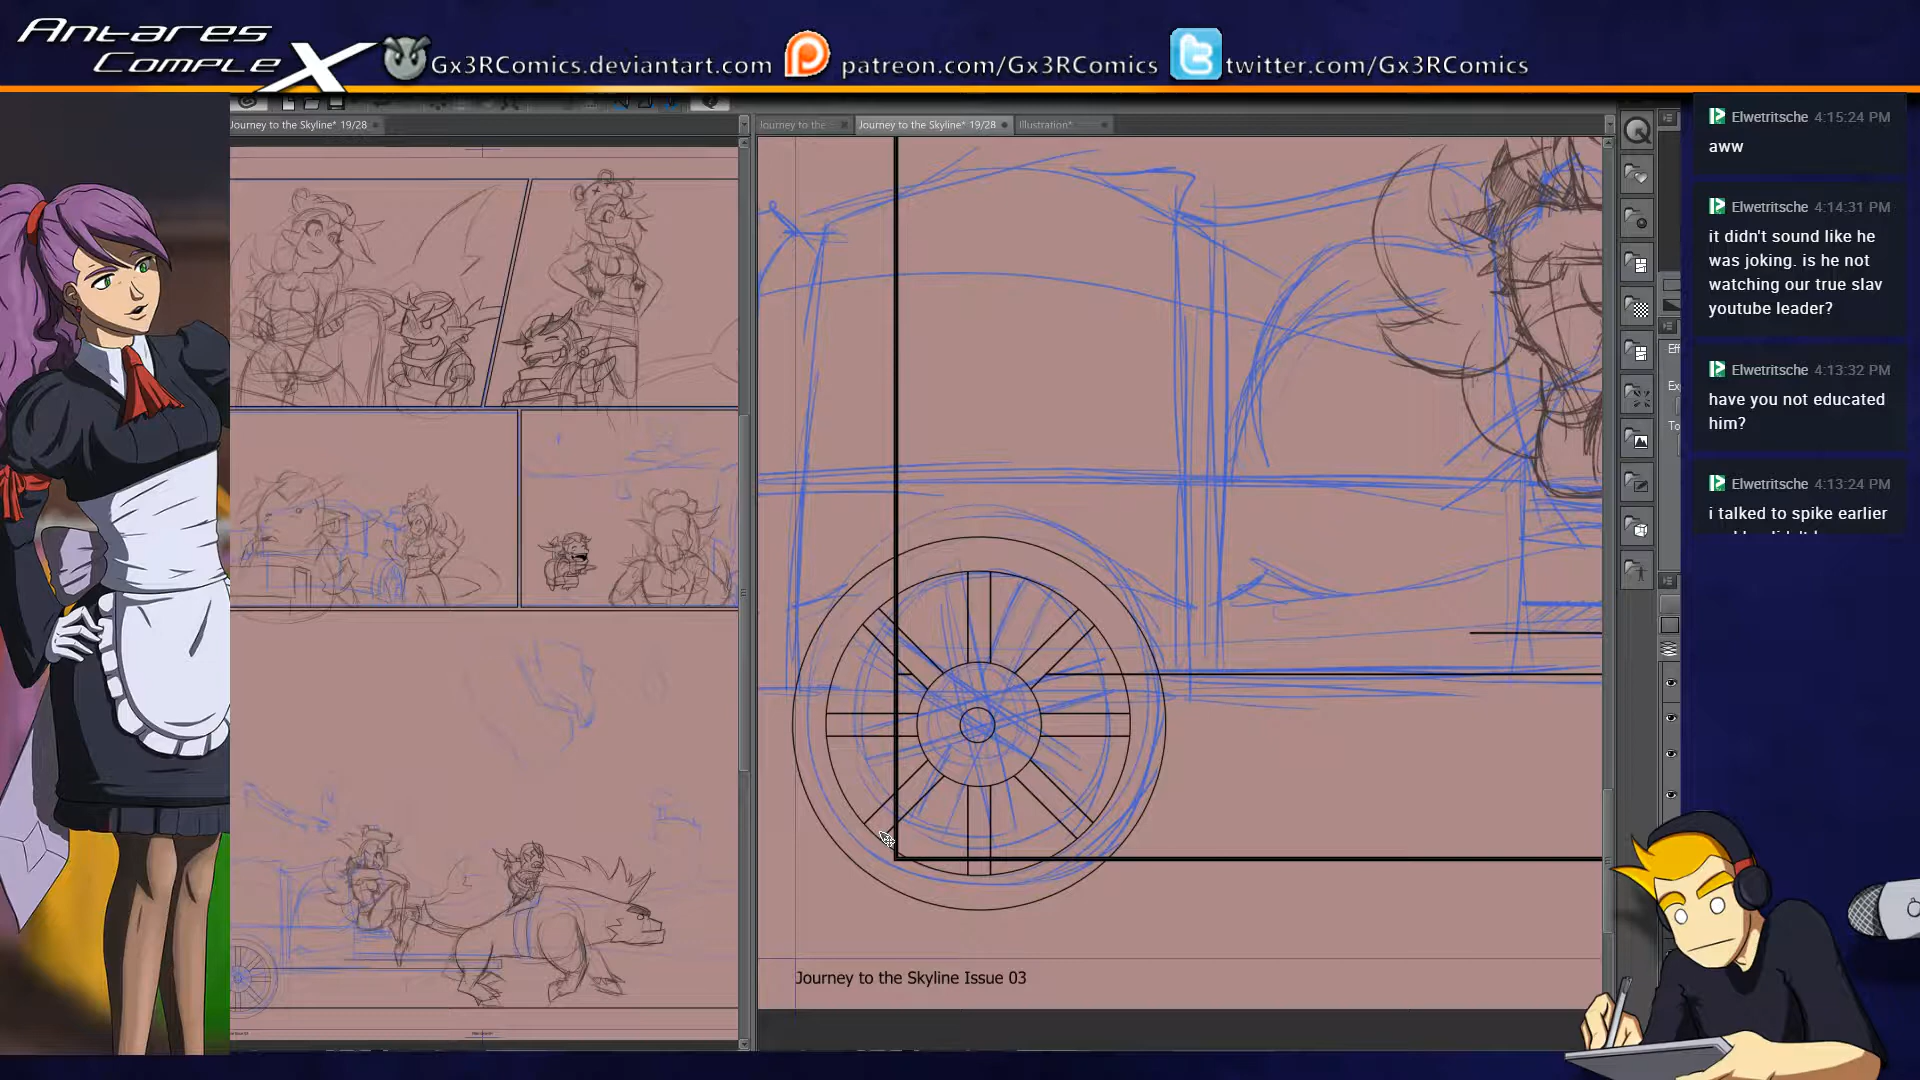 Antares
Complex
Gx3RComics.deviantart.com
patreon.com/Gx3RComics
twitter.com/Gx3RComics
Journey to the Skyline* 19/28
Journey to the
Journey to the Skyline* 19/28
Illustration*
Elwetritsche 4:15:24 PM
aww
Elwetritsche 4:14:31 PM
it didn't sound like he
was joking. is he not
watching our true slav
youtube leader?
Elwetritsche 4:13:32 PM
have you not educated
him?
Elwetritsche 4:13:24 PM
i talked to spike earlier
Journey to the Skyline Issue 03